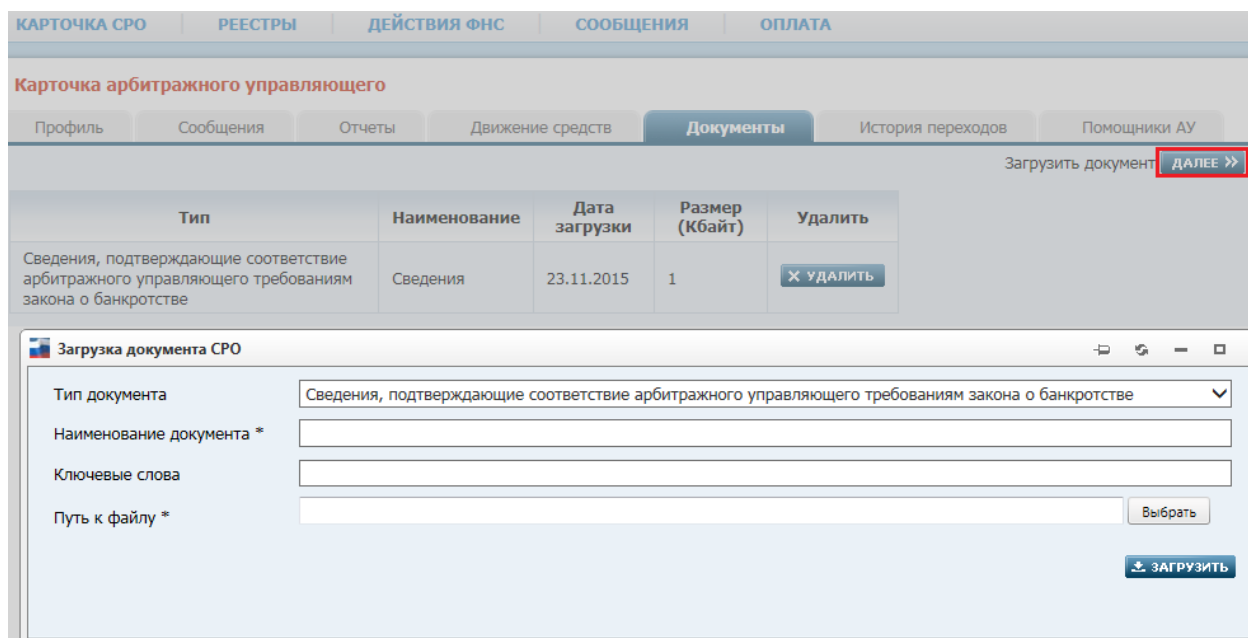 КАРТОЧКА СРО РЕЕСТРЫ ДЕЙСТВИЯ ФНС СООБЩЕНИЯ ОПЛАТА
Карточка арбитражного управляющего
Профиль Сообщения Отчеты Движение средств Документы История переходов Помощники АУ
Загрузить документ ДАЛЕЕ
Тип Наименование Дата загрузки Размер (Кбайт) Удалить
Сведения, подтверждающие соответствие
арбитражного управляющего требованиям
закона о банкротстве
Сведения 23.11.2015 1 УДАЛИТЬ
Загрузка документа СРО
Тип документа Сведения, подтверждающие соответствие арбитражного управляющего требованиям закона о банкротстве
Наименование документа *
Ключевые слова
Путь к файлу * Выбрать
ЗАГРУЗИТЬ